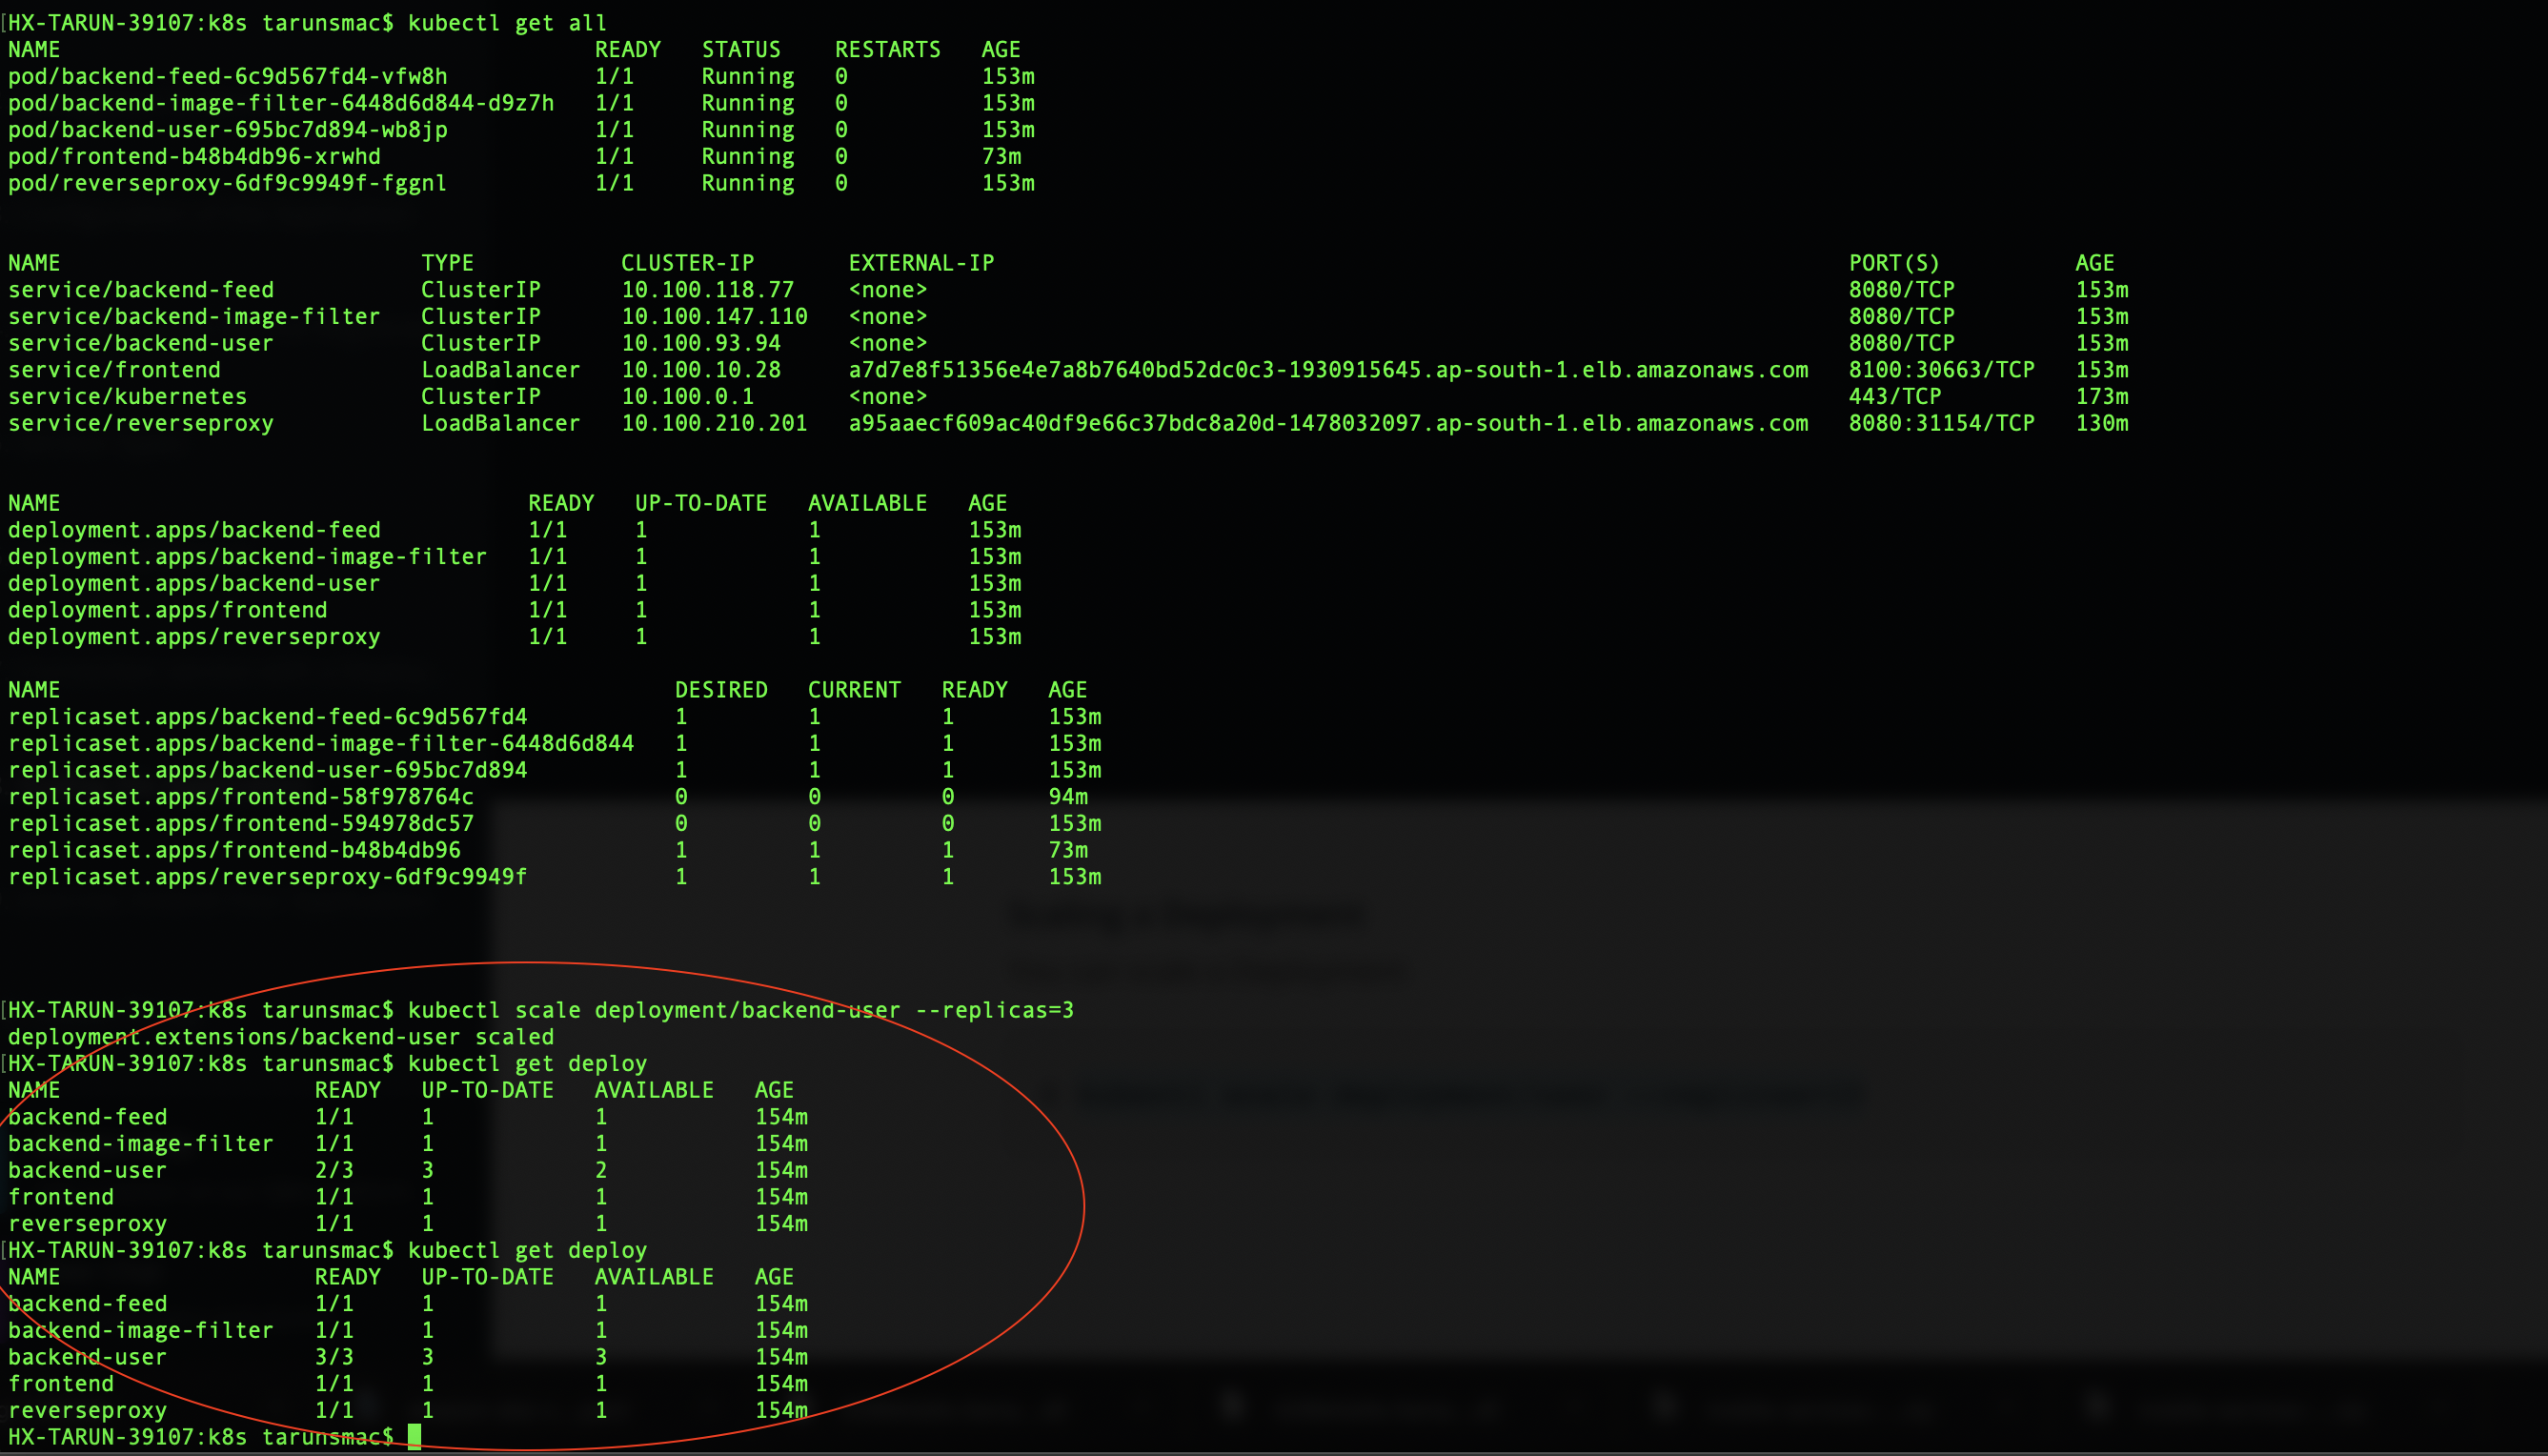 [HX-TARUN-39107:k8s tarunsmac$ kubectl get all
NAME READY STATUS RESTARTS AGE
pod/backend-feed-6c9d567fd4-vfw8h 1/1 Running 0 153m
pod/backend-image-filter-6448d6d844-d9z7h 1/1 Running 0 153m
pod/backend-user-695bc7d894-wb8jp 1/1 Running 0 153m
pod/frontend-b48b4db96-xrwhd 1/1 Running 0 73m
pod/reverseproxy-6df9c9949f-fggnl 1/1 Running 0 153m
NAME TYPE CLUSTER-IP EXTERNAL-IP PORT(S) AGE
service/backend-feed ClusterIP 10.100.118.77 <none> 8080/TCP 153m
service/backend-image-filter ClusterIP 10.100.147.110 <none> 8080/TCP 153m
service/backend-user ClusterIP 10.100.93.94 <none> 8080/TCP 153m
service/frontend LoadBalancer 10.100.10.28 a7d7e8f51356e4e7a8b7640bd52dc0c3-1930915645.ap-south-1.elb.amazonaws.com 8100:30663/TCP 153m
service/kubernetes ClusterIP 10.100.0.1 <none> 443/TCP 173m
service/reverseproxy LoadBalancer 10.100.210.201 a95aaecf609ac40df9e66c37bdc8a20d-1478032097.ap-south-1.elb.amazonaws.com 8080:31154/TCP 130m
NAME READY UP-TO-DATE AVAILABLE AGE
deployment.apps/backend-feed 1/1 1 1 153m
deployment.apps/backend-image-filter 1/1 1 1 153m
deployment.apps/backend-user 1/1 1 1 153m
deployment.apps/frontend 1/1 1 1 153m
deployment.apps/reverseproxy 1/1 1 1 153m
NAME DESIRED CURRENT READY AGE
replicaset.apps/backend-feed-6c9d567fd4 1 1 1 153m
replicaset.apps/backend-image-filter-6448d6d844 1 1 1 153m
replicaset.apps/backend-user-695bc7d894 1 1 1 153m
replicaset.apps/frontend-58f978764c 0 0 0 94m
replicaset.apps/frontend-594978dc57 0 0 0 153m
replicaset.apps/frontend-b48b4db96 1 1 1 73m
replicaset.apps/reverseproxy-6df9c9949f 1 1 1 153m
[HX-TARUN-39107:k8s tarunsmac$ kubectl scale deployment/backend-user --replicas=3
deployment.extensions/backend-user scaled
[HX-TARUN-39107:k8s tarunsmac$ kubectl get deploy
NAME READY UP-TO-DATE AVAILABLE AGE
backend-feed 1/1 1 1 154m
backend-image-filter 1/1 1 1 154m
backend-user 2/3 3 2 154m
frontend 1/1 1 1 154m
reverseproxy 1/1 1 1 154m
[HX-TARUN-39107:k8s tarunsmac$ kubectl get deploy
NAME READY UP-TO-DATE AVAILABLE AGE
backend-feed 1/1 1 1 154m
backend-image-filter 1/1 1 1 154m
backend-user 3/3 3 3 154m
frontend 1/1 1 1 154m
reverseproxy 1/1 1 1 154m
HX-TARUN-39107:k8s tarunsmac$